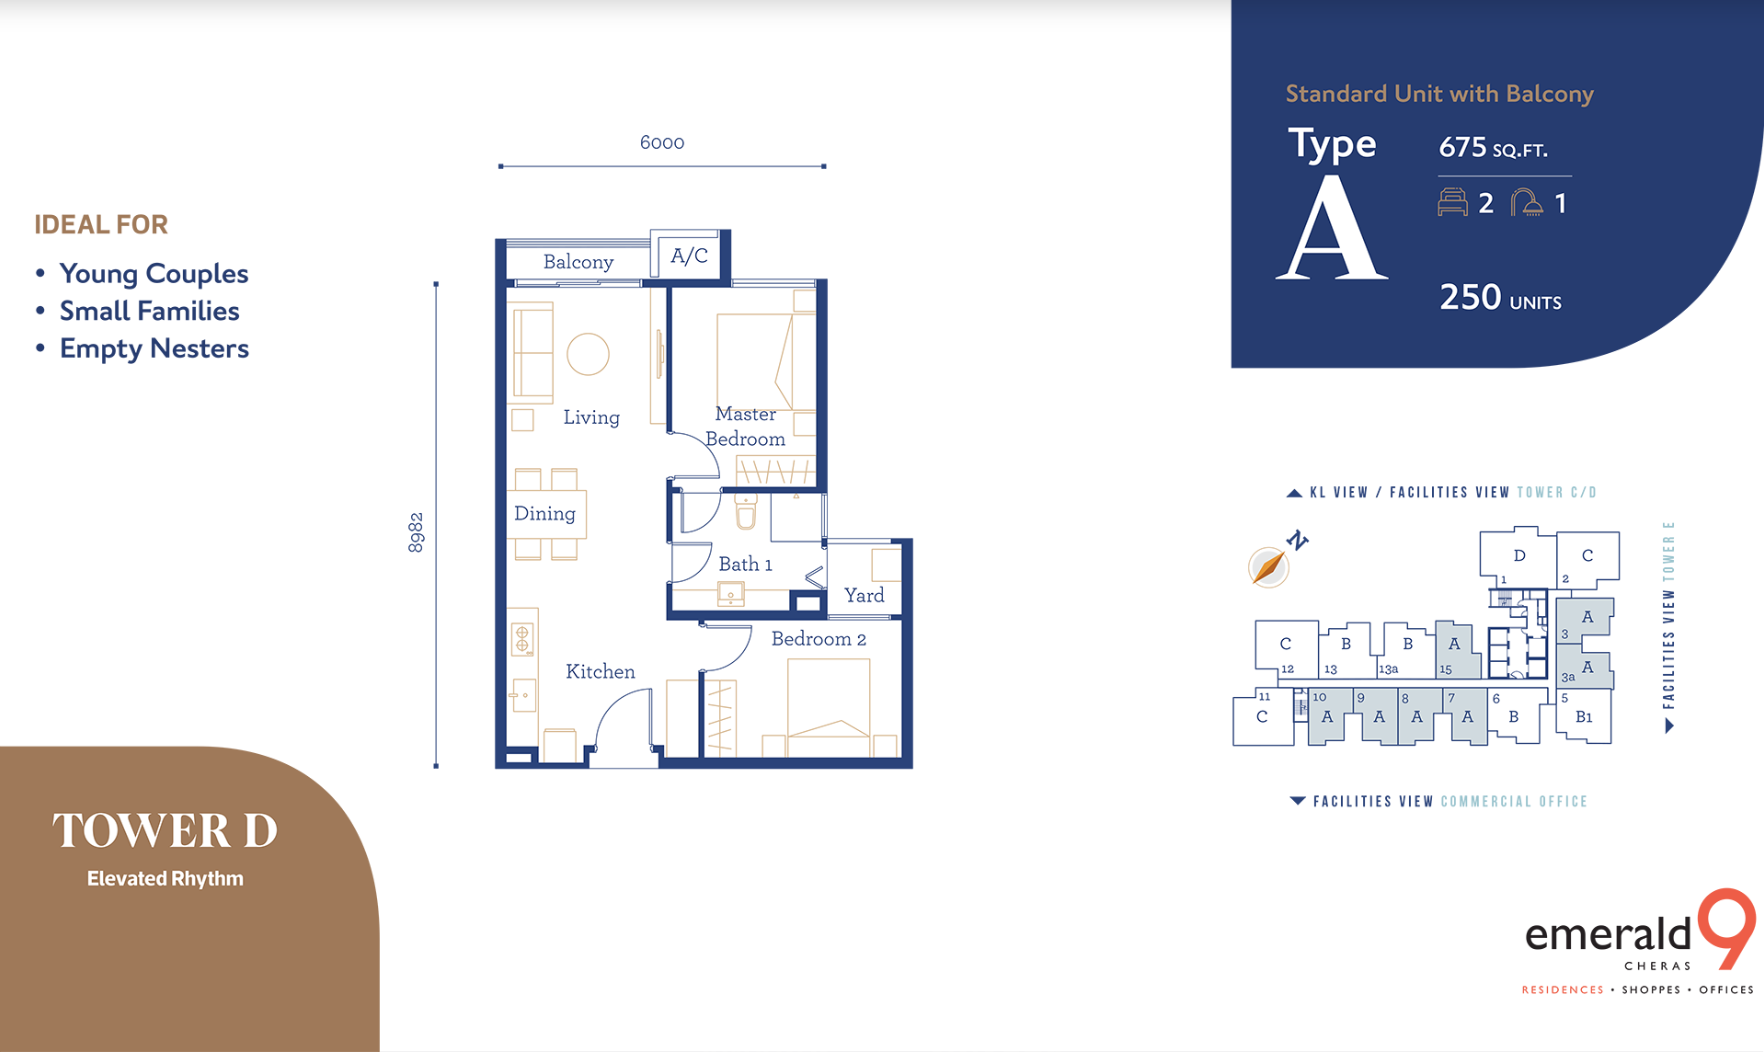 Standard Unit with Balcony
Type
A
675 SQ.FT.
2
1
250 UNITS
IDEAL FOR
• Young Couples
• Small Families
• Empty Nesters
6000
8982
Balcony
A/C
Living
Master
Bedroom
Dining
Bath 1
Yard
Bedroom 2
Kitchen
KL VIEW / FACILITIES VIEW TOWER C/D
N
FACILITIES VIEW TOWER E
D
1
C
2
A
3
A
3a
C
12
B
13
B
13a
A
15
11
C
10
A
9
A
8
A
7
A
6
B
5
B1
FACILITIES VIEW COMMERCIAL OFFICE
TOWER D
Elevated Rhythm
emerald 9
CHERAS
RESIDENCES • SHOPPES • OFFICES